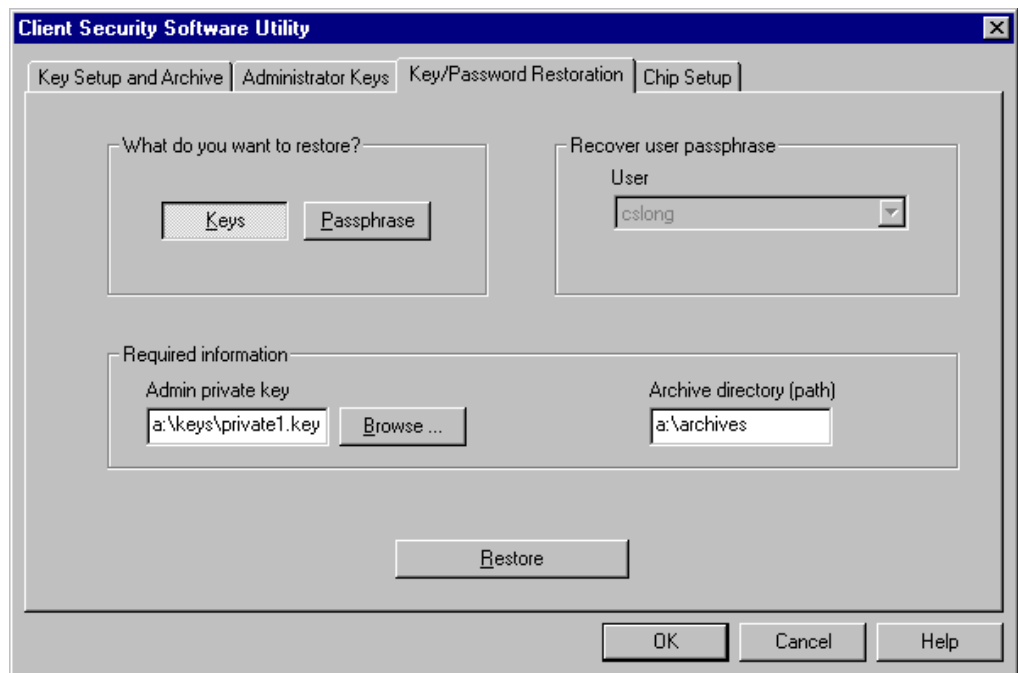 Client Security Software Utility
Key Setup and Archive Administrator Keys Key/Password Restoration Chip Setup
What do you want to restore? Recover user passphrase
User
Keys Passphrase cslong
Required information
Admin private key Archive directory (path)
a:\keys\private1.key Browse ... a:\archives
Restore
OK Cancel Help